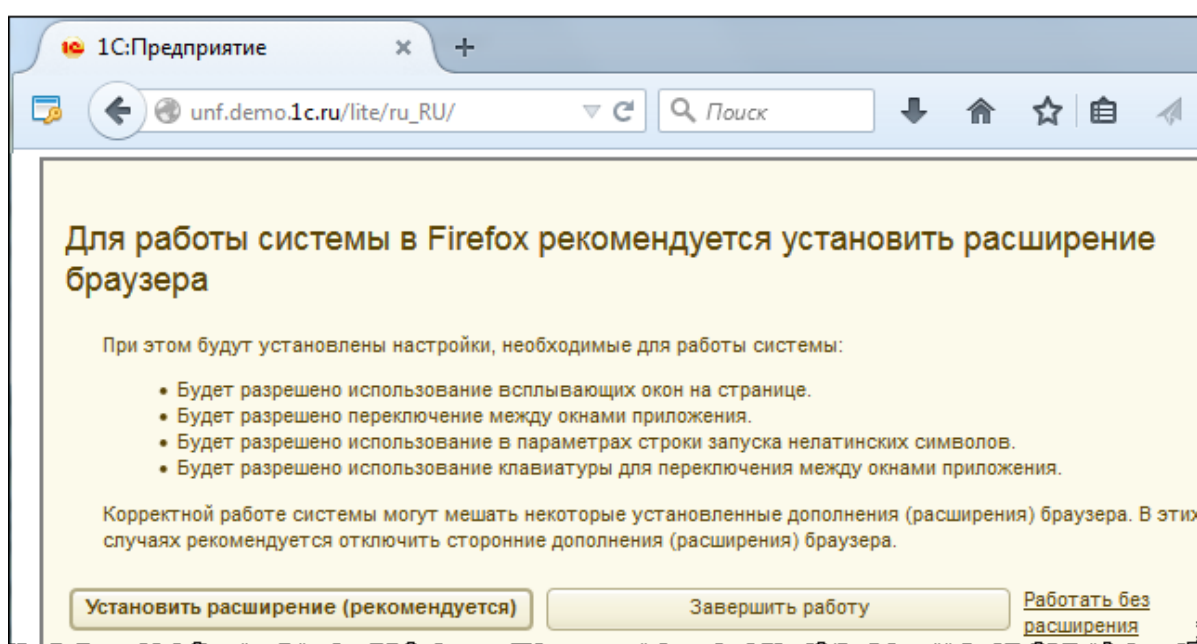 1С:Предприятие
unf.demo.1c.ru/lite/ru_RU/
Поиск
Для работы системы в Firefox рекомендуется установить расширение
браузера
При этом будут установлены настройки, необходимые для работы системы:
• Будет разрешено использование всплывающих окон на странице.
• Будет разрешено переключение между окнами приложения.
• Будет разрешено использование в параметрах строки запуска нелатинских символов.
• Будет разрешено использование клавиатуры для переключения между окнами приложения.
Корректной работе системы могут мешать некоторые установленные дополнения (расширения) браузера. В этих
случаях рекомендуется отключить сторонние дополнения (расширения) браузера.
Установить расширение (рекомендуется)
Завершить работу
Работать без
расширения